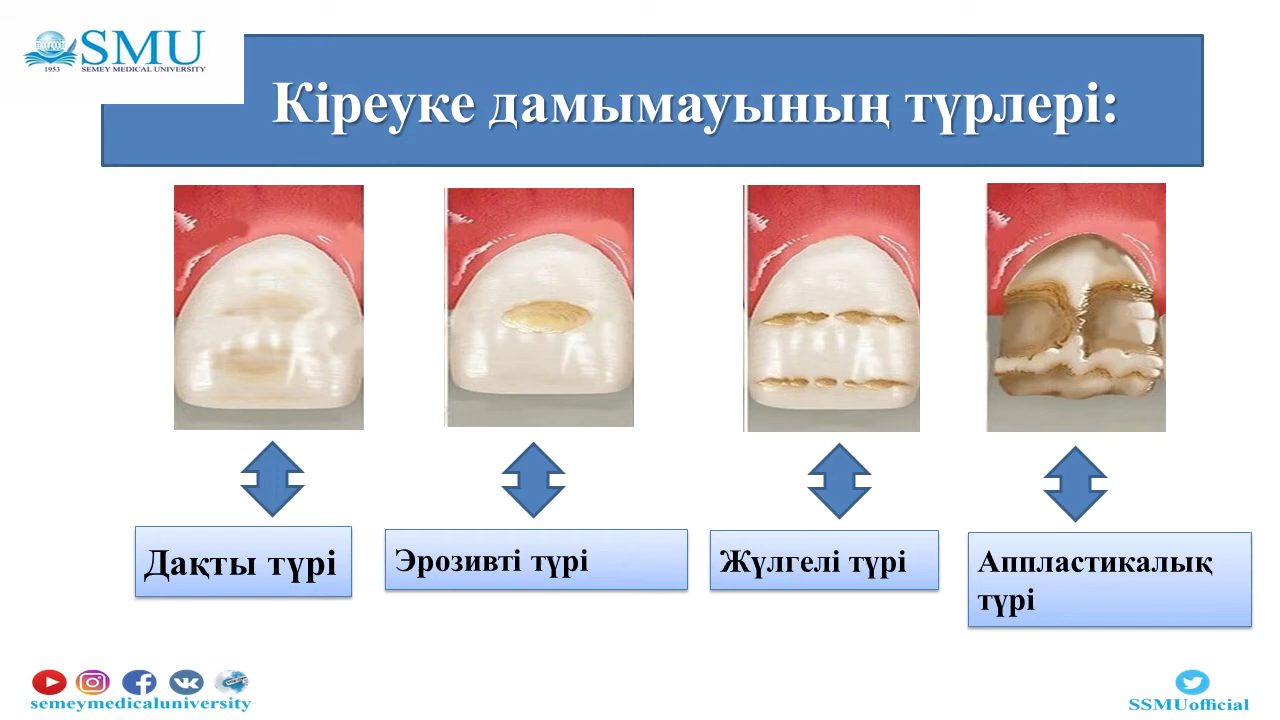 SMU
1953 SEMEY MEDICAL UNIVERSITY
Кіреуке дамымауының түрлері:
Дақты түрі
Эрозивті түрі
Жүлгелі түрі
Аппластикалық
түрі
semeymedicaluniversity
SSMUofficial